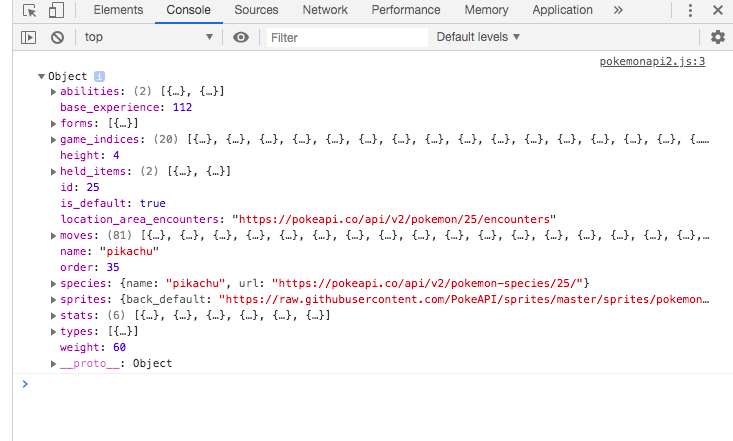 Elements Console Sources Network Performance Memory Application »
top ▼ Filter Default levels ▼
pokemonapi2.js:3
▼Object i
▶abilities: (2) [{…}, {…}]
base_experience: 112
▶forms: [{…}]
▶game_indices: (20) [{…}, {…}, {…}, {…}, {…}, {…}, {…}, {…}, {…}, {…}, {…}, {…}, {…}, {…}, {…}, {……
height: 4
▶held_items: (2) [{…}, {…}]
id: 25
is_default: true
location_area_encounters: "https://pokeapi.co/api/v2/pokemon/25/encounters"
▶moves: (81) [{…}, {…}, {…}, {…}, {…}, {…}, {…}, {…}, {…}, {…}, {…}, {…}, {…}, {…}, {…}, {…}, {…},…
name: "pikachu"
order: 35
▶species: {name: "pikachu", url: "https://pokeapi.co/api/v2/pokemon-species/25/"}
▶sprites: {back_default: "https://raw.githubusercontent.com/PokeAPI/sprites/master/sprites/pokemon…
▶stats: (6) [{…}, {…}, {…}, {…}, {…}, {…}]
▶types: [{…}]
weight: 60
▶__proto__: Object
>